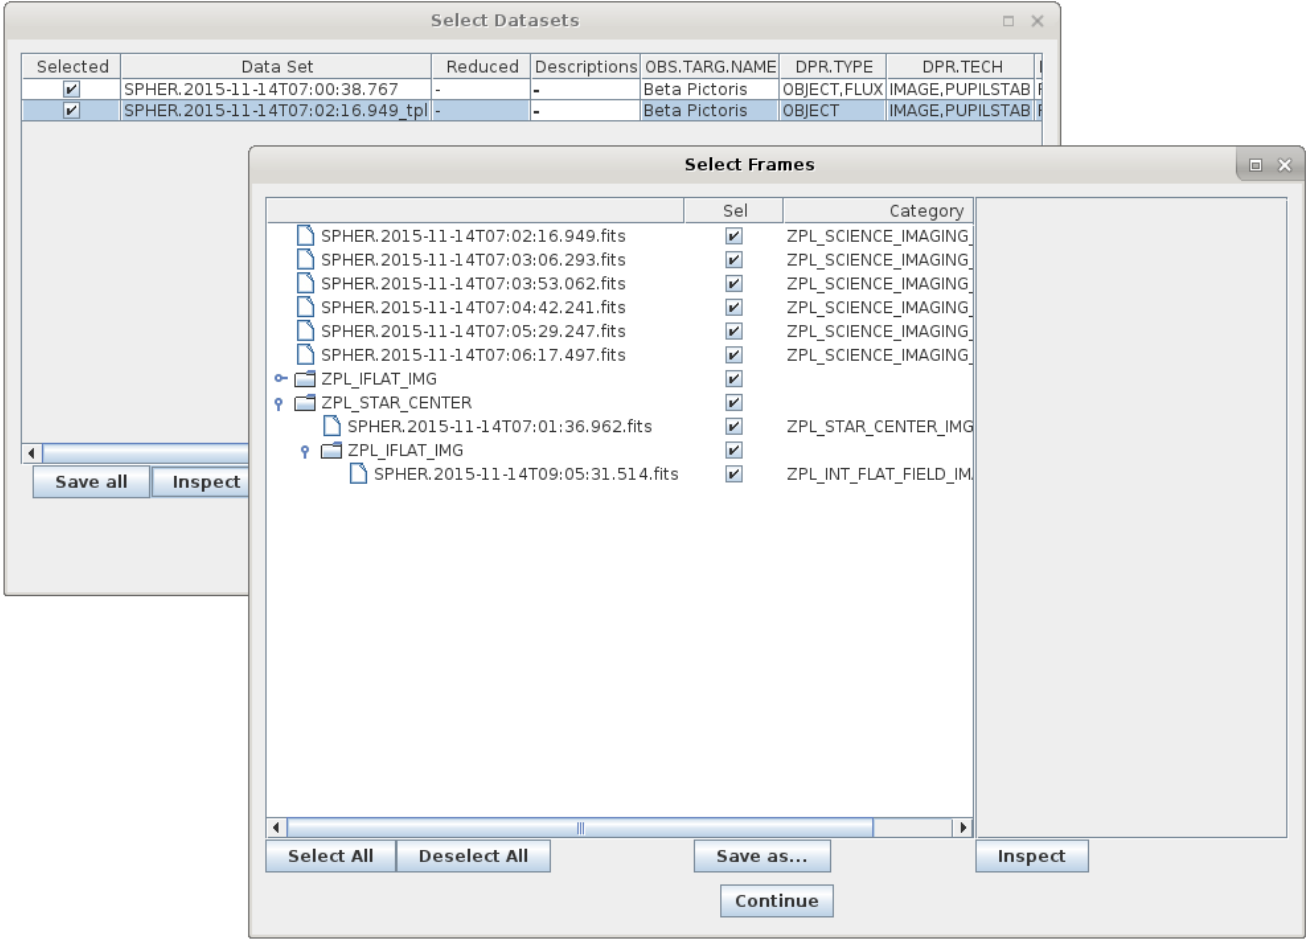 Select Datasets
Selected Data Set Reduced Descriptions OBS.TARG.NAME DPR.TYPE DPR.TECH
SPHER.2015-11-14T07:00:38.767 - - Beta Pictoris OBJECT,FLUX IMAGE,PUPILSTAB
SPHER.2015-11-14T07:02:16.949_tpl - - Beta Pictoris OBJECT IMAGE,PUPILSTAB
Save all Inspect
Select Frames
Sel Category
SPHER.2015-11-14T07:02:16.949.fits ZPL_SCIENCE_IMAGING_
SPHER.2015-11-14T07:03:06.293.fits ZPL_SCIENCE_IMAGING_
SPHER.2015-11-14T07:03:53.062.fits ZPL_SCIENCE_IMAGING_
SPHER.2015-11-14T07:04:42.241.fits ZPL_SCIENCE_IMAGING_
SPHER.2015-11-14T07:05:29.247.fits ZPL_SCIENCE_IMAGING_
SPHER.2015-11-14T07:06:17.497.fits ZPL_SCIENCE_IMAGING_
ZPL_IFLAT_IMG
ZPL_STAR_CENTER
SPHER.2015-11-14T07:01:36.962.fits ZPL_STAR_CENTER_IMG
ZPL_IFLAT_IMG
SPHER.2015-11-14T09:05:31.514.fits ZPL_INT_FLAT_FIELD_IM
Select All Deselect All Save as... Inspect
Continue